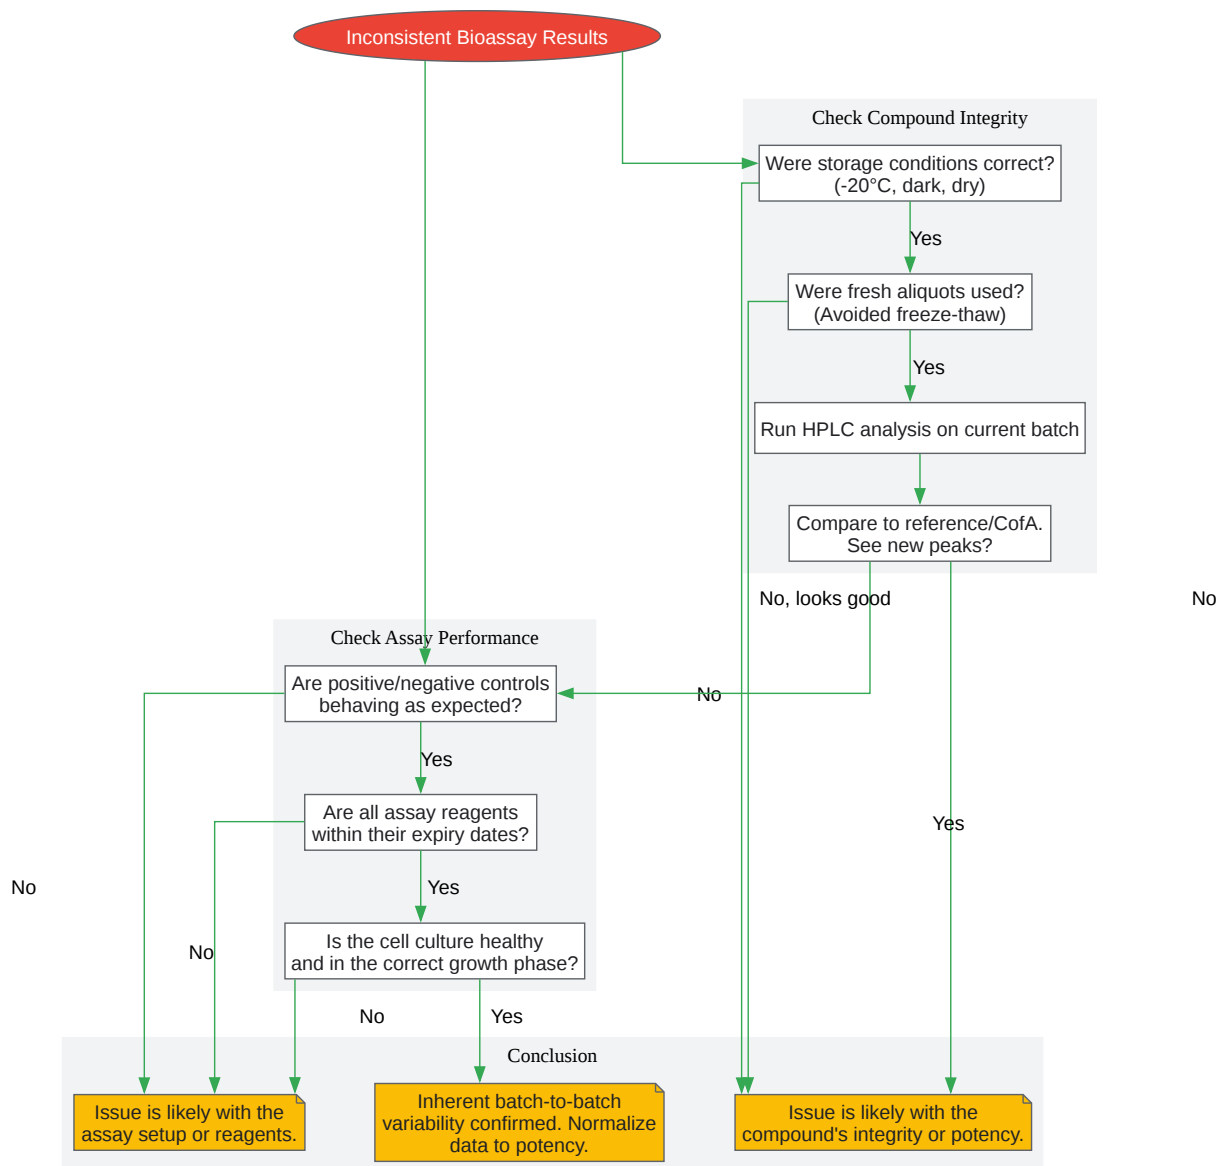 Inconsistent Bioassay Results
Check Compound Integrity
Were storage conditions correct?
(-20°C, dark, dry)
Yes
Were fresh aliquots used?
(Avoided freeze-thaw)
Yes
Run HPLC analysis on current batch
Compare to reference/CofA.
See new peaks?
No, looks good
No
Check Assay Performance
Are positive/negative controls
behaving as expected?
No
Yes
Are all assay reagents
within their expiry dates?
Yes
Yes
No
Is the cell culture healthy
and in the correct growth phase?
No
No
Yes
Conclusion
Issue is likely with the
assay setup or reagents.
Inherent batch-to-batch
variability confirmed. Normalize
data to potency.
Issue is likely with the
compound's integrity or potency.